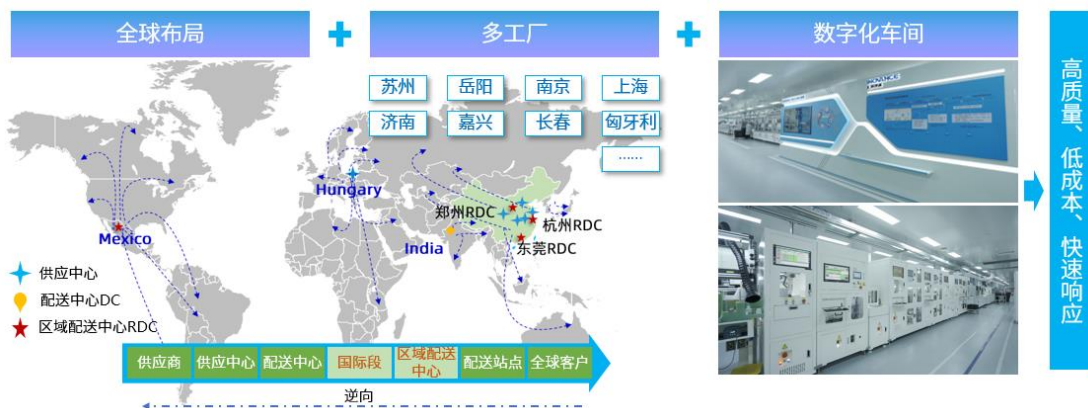 全球布局
+
多工厂
+
数字化车间
苏州
岳阳
南京
上海
济南
嘉兴
长春
匈牙利
......
Hungary
郑州RDC
杭州RDC
Mexico
India
东莞RDC
供应中心
配送中心DC
区域配送中心RDC
供应商
供应中心
配送中心
国际段
区域配送
中心
配送站点
全球客户
逆向
INOVANCE
高质量、低成本、快速响应